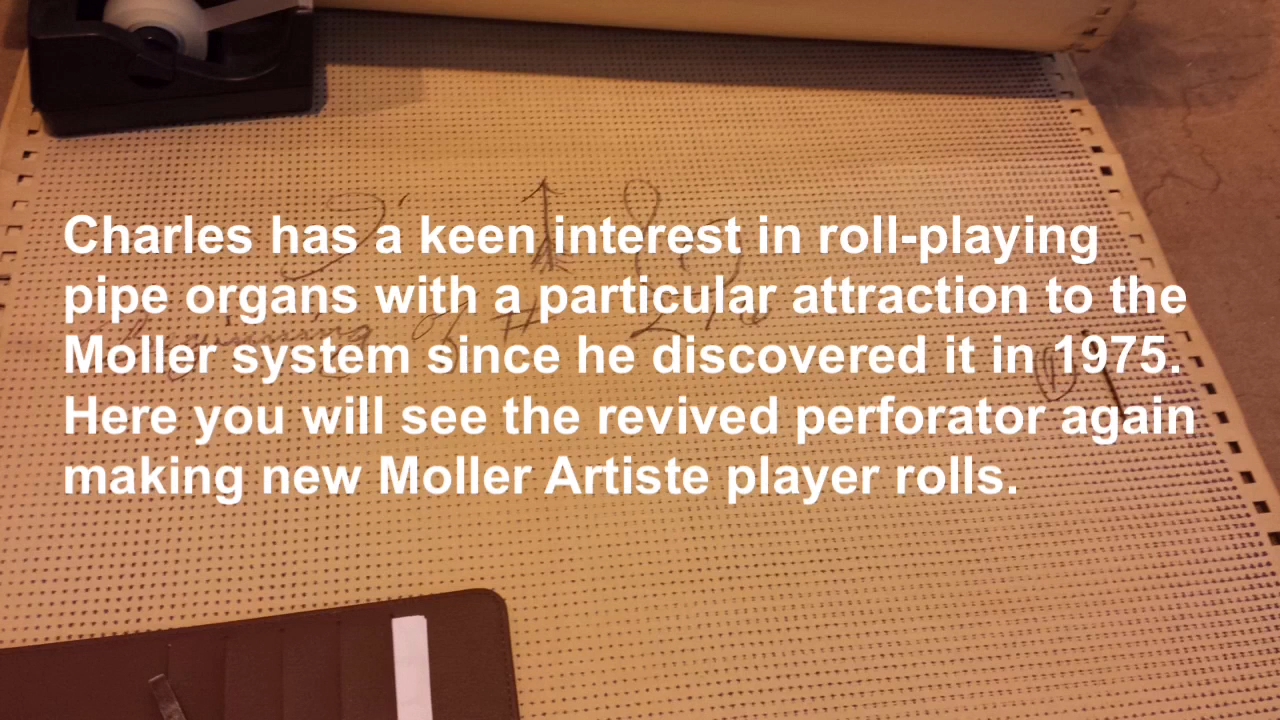 Charles has a keen interest in roll-playing
pipe organs with a particular attraction to the
Moller system since he discovered it in 1975.
Here you will see the revived perforator again
making new Moller Artiste player rolls.
of #